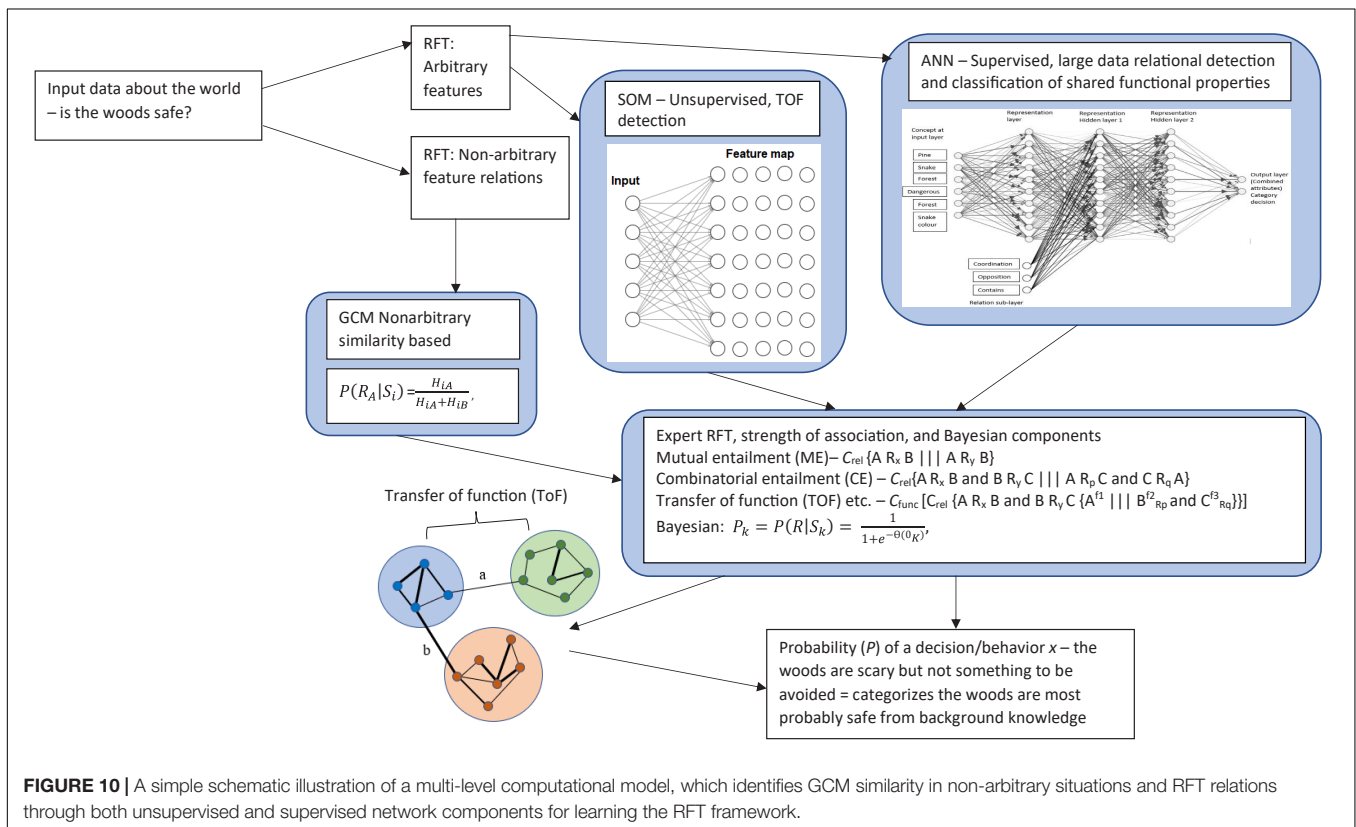 Input data about the world
– is the woods safe?
RFT:
Arbitrary
features
RFT: Non-arbitrary
feature relations
SOM – Unsupervised, TOF
detection
Feature map
Input
ANN – Supervised, large data relational detection
and classification of shared functional properties
Representation
layer
Representation
Hidden layer 1
Representation
Hidden layer 2
Concept at
Input layer
Pine
Snake
Forest
Dangerous
Forest
Snake
colour
Output layer
(Combined
attributes)
Category
decision
Coordination
Opposition
Contains
Relation sub-layer
GCM Nonarbitrary
similarity based
P(R_A|S_i) = H_{iA} / (H_{iA}+H_{iB}),
Expert RFT, strength of association, and Bayesian components
Mutual entailment (ME)– C_rel {A R_x B ||| A R_y B}
Combinatorial entailment (CE) – C_rel{A R_x B and B R_y C ||| A R_p C and C R_q A}
Transfer of function (TOF) etc. – C_func [C_rel {A R_x B and B R_y C {A^f1 ||| B^f2_Rp and C^f3_Rq}}]
Bayesian: P_k = P(R|S_k) = 1 / (1+e^{-Θ(0_K)}),
Transfer of function (ToF)
a
b
Probability (P) of a decision/behavior x – the
woods are scary but not something to be
avoided = categorizes the woods are most
probably safe from background knowledge
FIGURE 10 | A simple schematic illustration of a multi-level computational model, which identifies GCM similarity in non-arbitrary situations and RFT relations
through both unsupervised and supervised network components for learning the RFT framework.